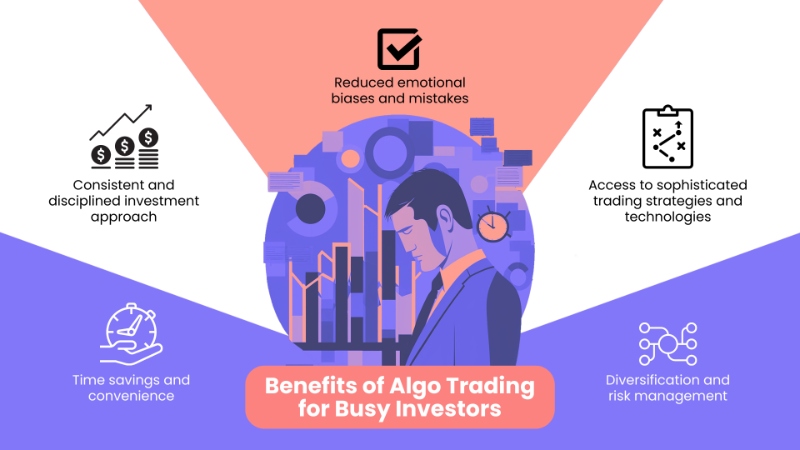 Reduced emotional
biases and mistakes
Consistent and
disciplined investment
approach
Access to sophisticated
trading strategies and
technologies
Time savings and
convenience
Diversification and
risk management
Benefits of Algo Trading
for Busy Investors